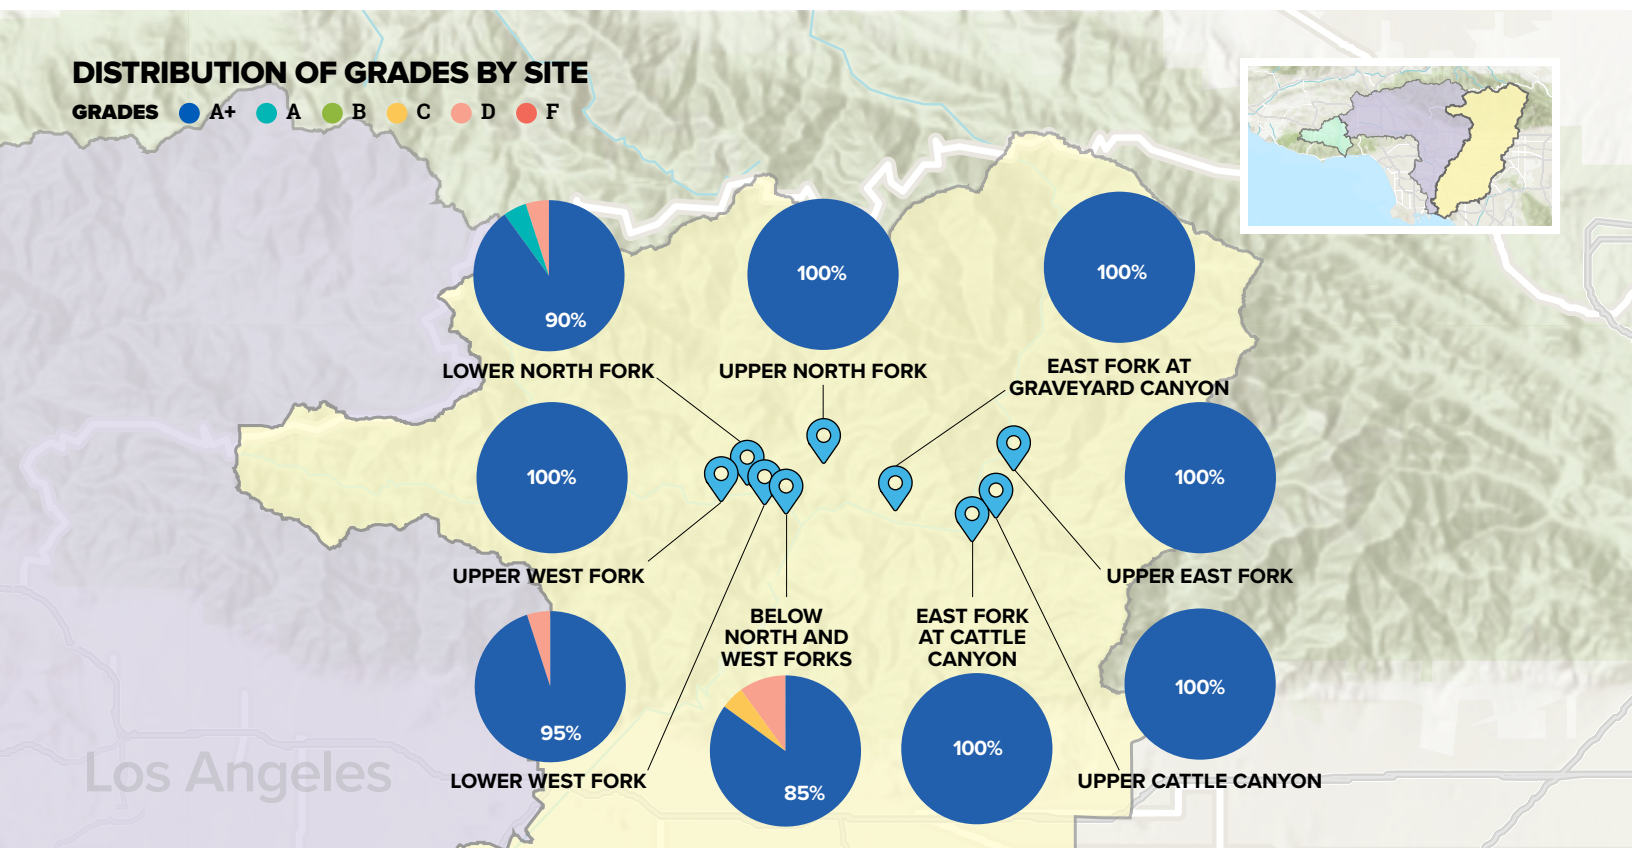 DISTRIBUTION OF GRADES BY SITE
GRADES A+ A B C D F
90%
LOWER NORTH FORK
100%
UPPER NORTH FORK
100%
EAST FORK AT
GRAVEYARD CANYON
100%
UPPER WEST FORK
100%
UPPER EAST FORK
95%
LOWER WEST FORK
BELOW
NORTH AND
WEST FORKS
85%
EAST FORK
AT CATTLE
CANYON
100%
100%
UPPER CATTLE CANYON
Los Angeles